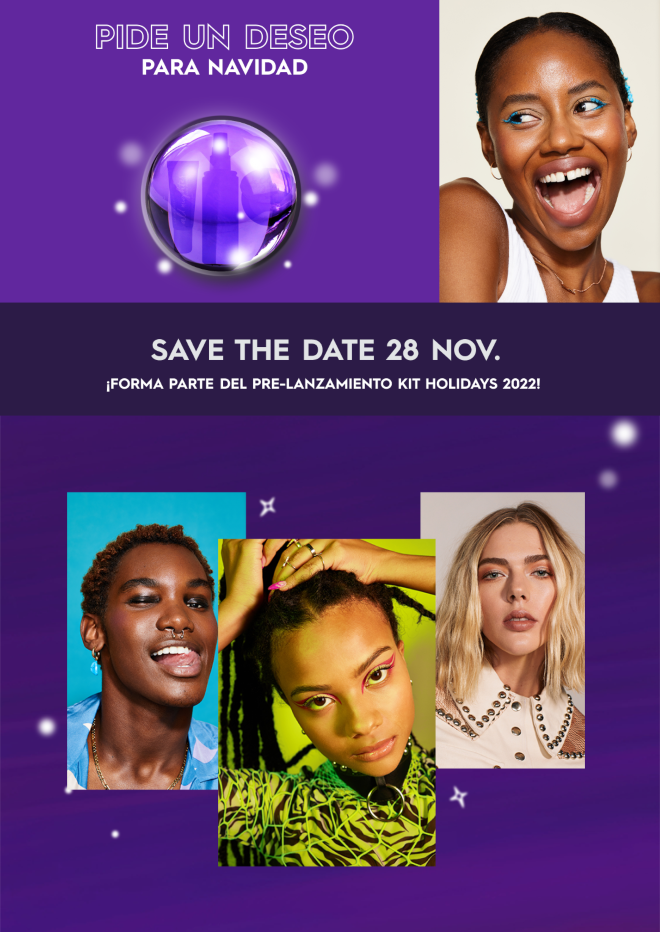 PIDE UN DESEO
PARA NAVIDAD
SAVE THE DATE 28 NOV.
¡FORMA PARTE DEL PRE-LANZAMIENTO KIT HOLIDAYS 2022!